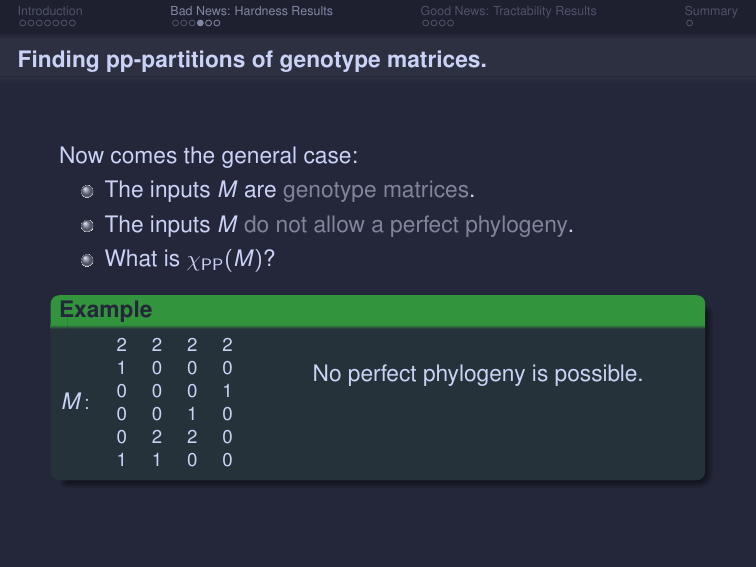 Introduction
Bad News: Hardness Results
Good News: Tractability Results
Summary
Finding pp-partitions of genotype matrices.
Now comes the general case:
The inputs M are genotype matrices.
The inputs M do not allow a perfect phylogeny.
What is χPP(M)?
Example
M:
2 2 2 2
1 0 0 0
0 0 0 1
0 0 1 0
0 2 2 0
1 1 0 0
No perfect phylogeny is possible.